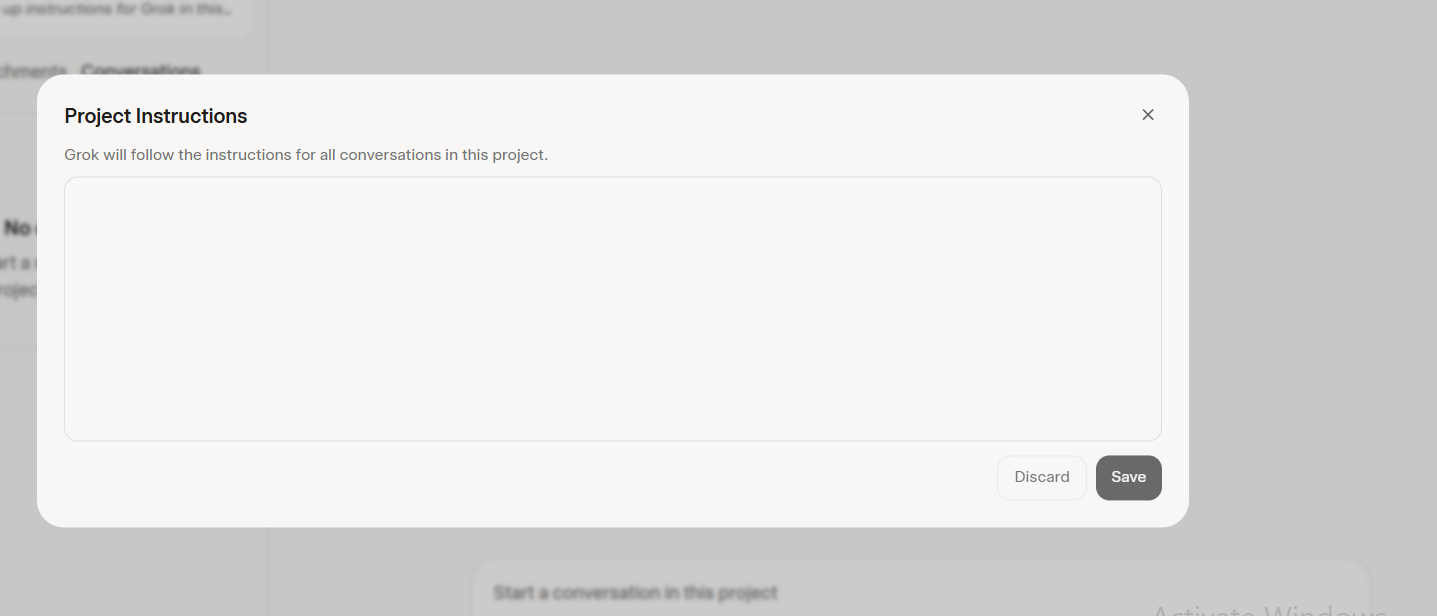 up instructions for Grok in this...
chments Conversations
Project Instructions
Grok will follow the instructions for all conversations in this project.
No
art a
rojec
Discard
Save
Start a conversation in this project
Activate Windows